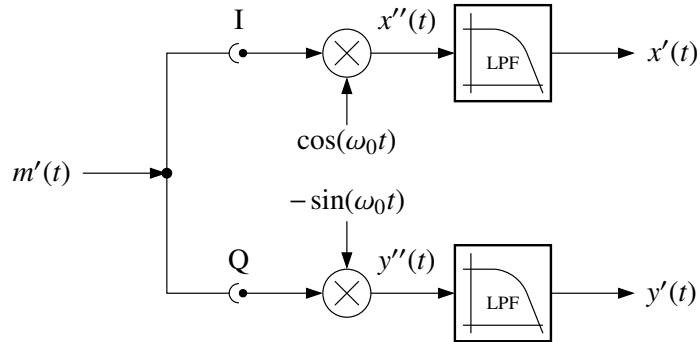 I
x''(t)
LPF
x'(t)
cos(ω₀t)
m'(t)
− sin(ω₀t)
Q
y''(t)
LPF
y'(t)